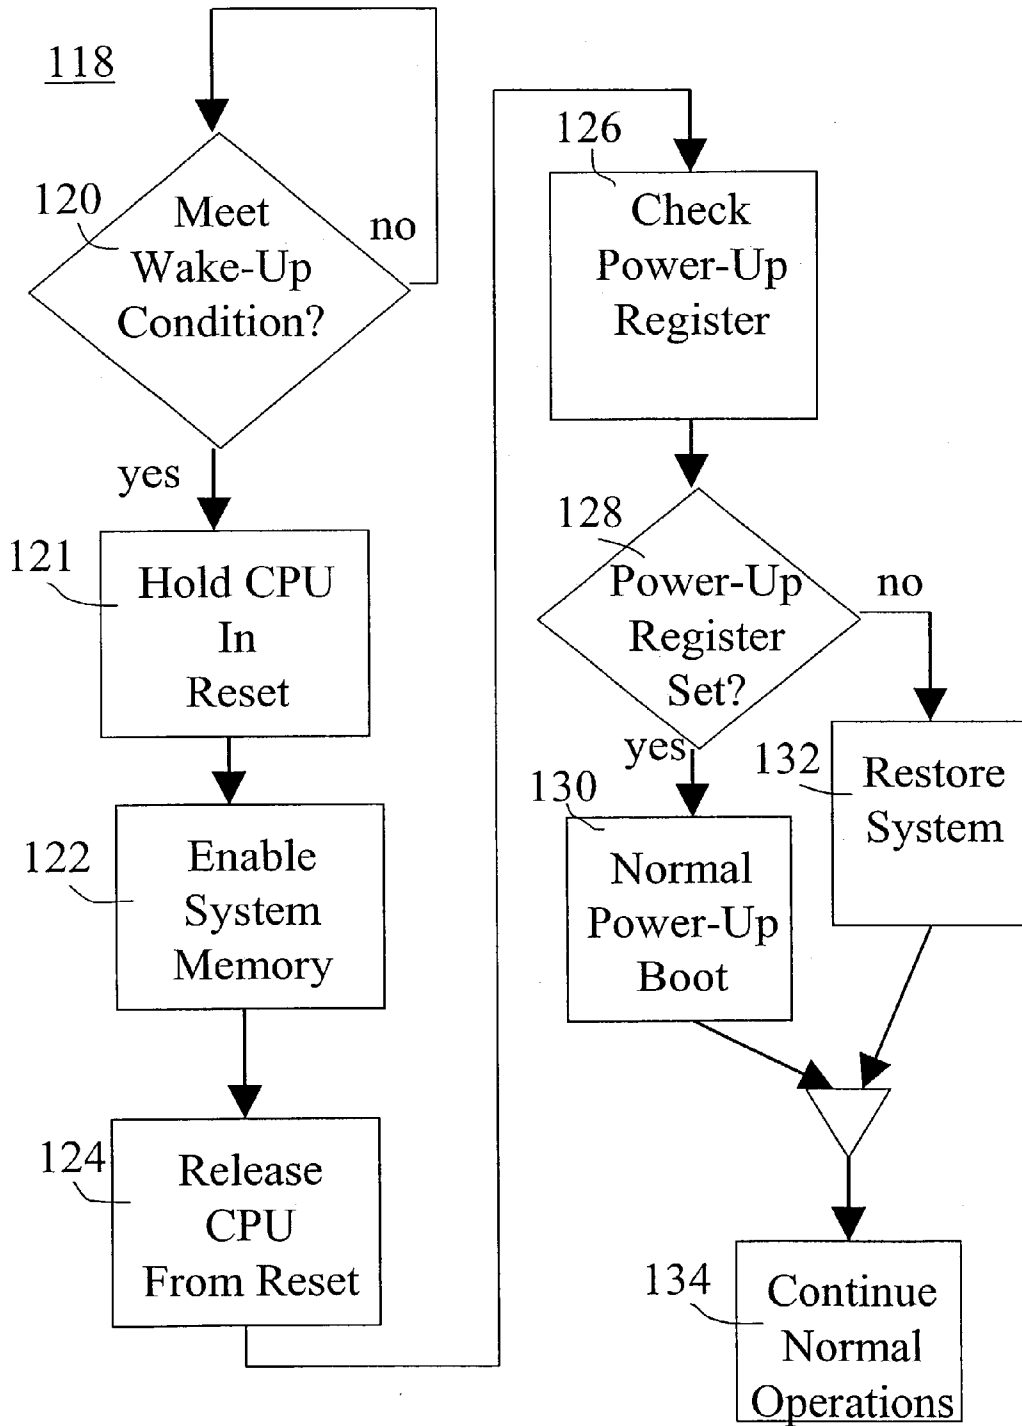 118
120
Meet
Wake-Up
Condition?
no
yes
121
Hold CPU
In
Reset
122
Enable
System
Memory
124
Release
CPU
From Reset
126
Check
Power-Up
Register
128
Power-Up
Register
Set?
no
yes
130
Normal
Power-Up
Boot
132
Restore
System
134
Continue
Normal
Operations